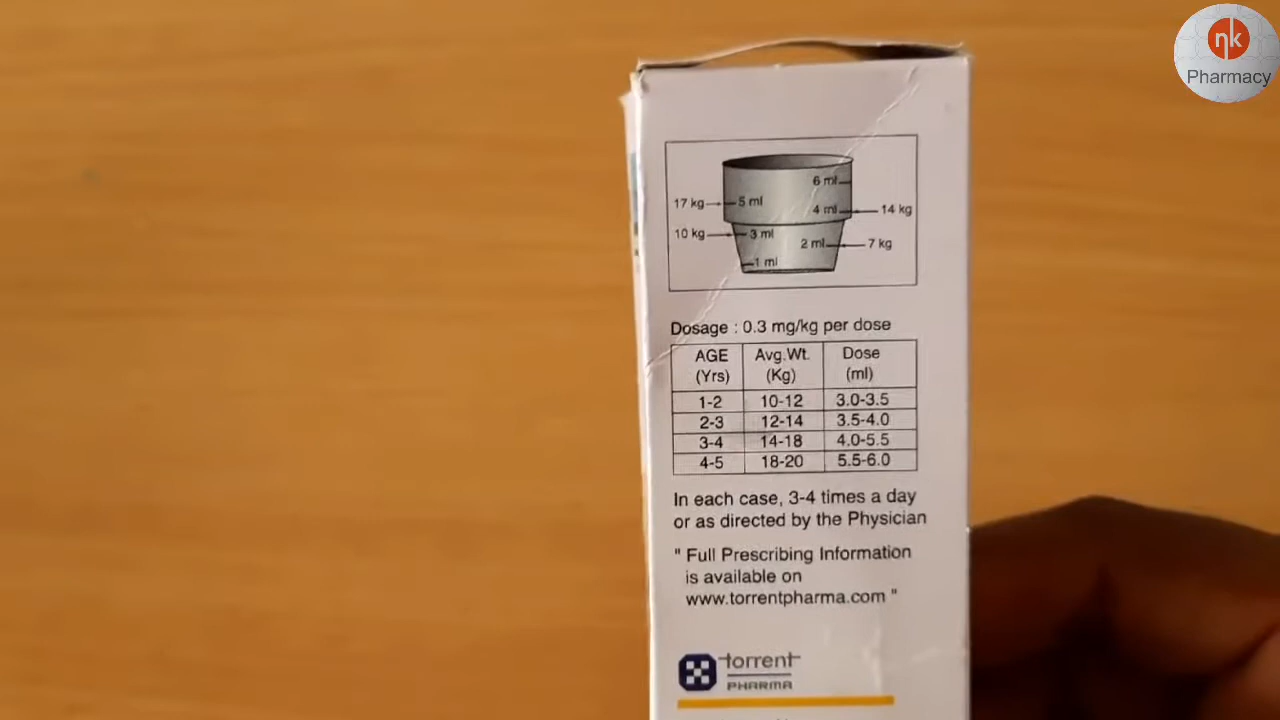 ηk
Pharmacy
6 ml
17 kg 5 ml
4 ml 14 kg
10 kg 3 ml
2 ml 7 kg
1 ml
Dosage : 0.3 mg/kg per dose
AGE (Yrs) Avg.Wt. (Kg) Dose (ml)
1-2 10-12 3.0-3.5
2-3 12-14 3.5-4.0
3-4 14-18 4.0-5.5
4-5 18-20 5.5-6.0
In each case, 3-4 times a day
or as directed by the Physician
" Full Prescribing Information
is available on
www.torrentpharma.com "
torrent
PHARMA